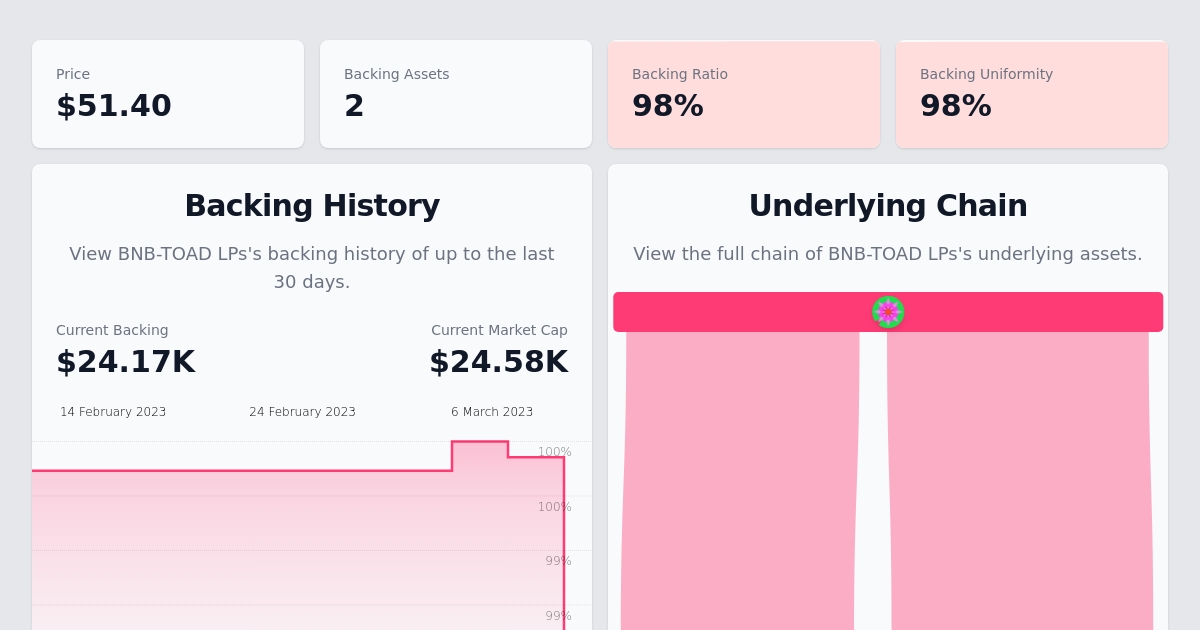 Price
$51.40
Backing Assets
2
Backing Ratio
98%
Backing Uniformity
98%
Backing History
View BNB-TOAD LPs's backing history of up to the last
30 days.
Current Backing
$24.17K
Current Market Cap
$24.58K
14 February 2023
24 February 2023
6 March 2023
100%
100%
99%
99%
Underlying Chain
View the full chain of BNB-TOAD LPs's underlying assets.